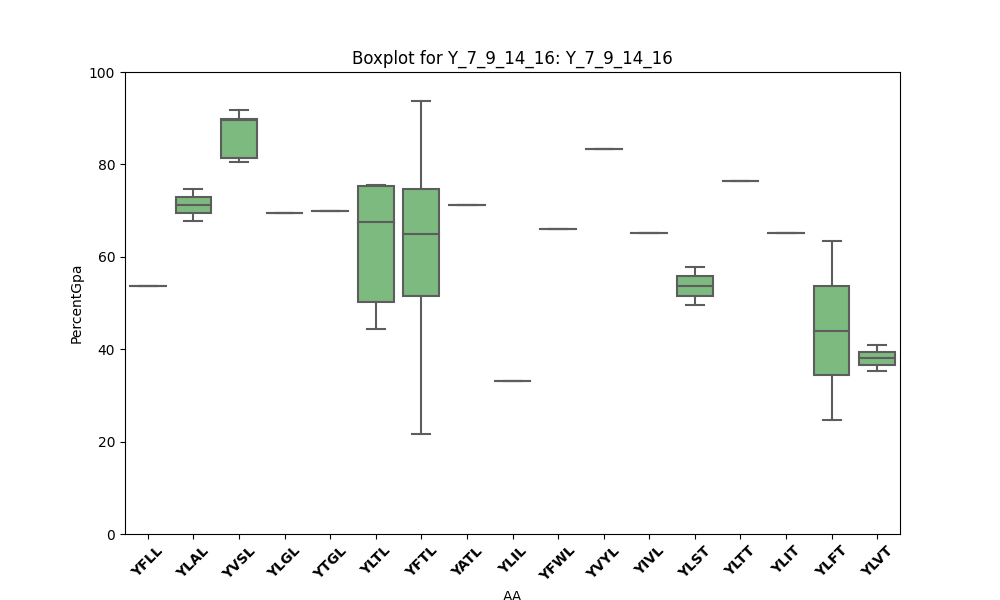 Boxplot for Y_7_9_14_16: Y_7_9_14_16
100
80
60
40
20
0
PercentGpa
YFLL YLAL YVSL YLGL YTGL YLTL YFTL YATL YLIL YFWL YVYL YIVL YLST YLTT YLIT YLFT YLVT
AA